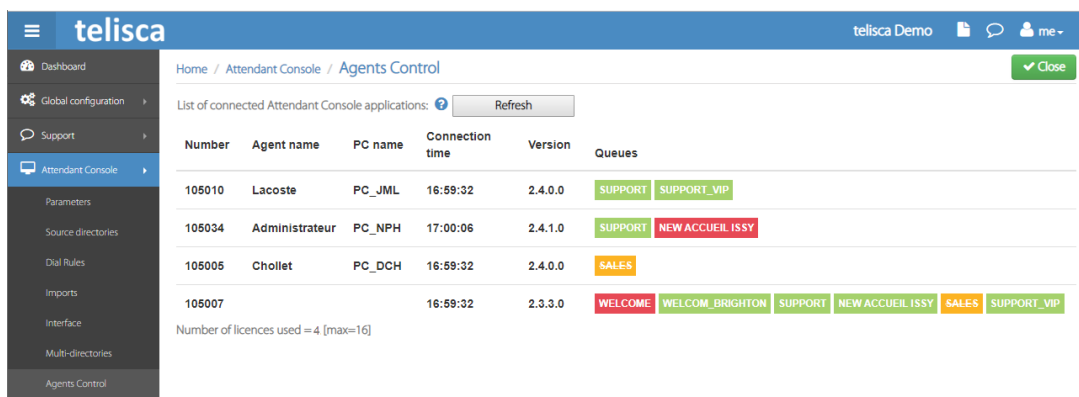 telisca
telisca Demo
me
Dashboard
Global configuration
Support
Attendant Console
Parameters
Source directories
Dial Rules
Imports
Interface
Multi-directories
Agents Control
Home / Attendant Console / Agents Control
Close
List of connected Attendant Console applications: ? Refresh
Number Agent name PC name Connection time Version Queues
105010 Lacoste PC_JML 16:59:32 2.4.0.0 SUPPORT SUPPORT_VIP
105034 Administrateur PC_NPH 17:00:06 2.4.1.0 SUPPORT NEW ACCUEIL ISSY
105005 Chollet PC_DCH 16:59:32 2.4.0.0 SALES
105007 16:59:32 2.3.3.0 WELCOME WELCOM_BRIGHTON SUPPORT NEW ACCUEIL ISSY SALES SUPPORT_VIP
Number of licences used = 4 [max=16]